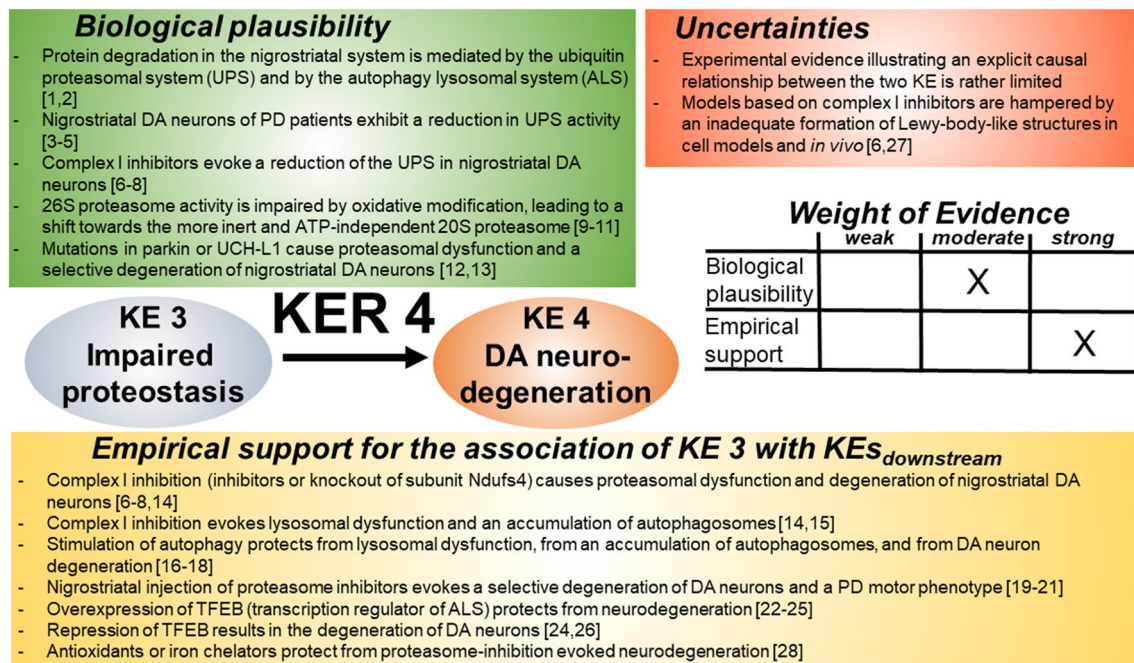 Biological plausibility
- Protein degradation in the nigrostriatal system is mediated by the ubiquitin
proteasomal system (UPS) and by the autophagy lysosomal system (ALS)
[1,2]
- Nigrostriatal DA neurons of PD patients exhibit a reduction in UPS activity
[3-5]
- Complex I inhibitors evoke a reduction of the UPS in nigrostriatal DA
neurons [6-8]
- 26S proteasome activity is impaired by oxidative modification, leading to a
shift towards the more inert and ATP-independent 20S proteasome [9-11]
- Mutations in parkin or UCH-L1 cause proteasomal dysfunction and a
selective degeneration of nigrostriatal DA neurons [12,13]
Uncertainties
- Experimental evidence illustrating an explicit causal
relationship between the two KE is rather limited
- Models based on complex I inhibitors are hampered by
an inadequate formation of Lewy-body-like structures in
cell models and in vivo [6,27]
Weight of Evidence
weak moderate strong
Biological
plausibility
X
Empirical
support
X
KE 3
Impaired
proteostasis
KER 4
KE 4
DA neuro-
degeneration
Empirical support for the association of KE 3 with KEs downstream
- Complex I inhibition (inhibitors or knockout of subunit Ndufs4) causes proteasomal dysfunction and degeneration of nigrostriatal DA
neurons [6-8,14]
- Complex I inhibition evokes lysosomal dysfunction and an accumulation of autophagosomes [14,15]
- Stimulation of autophagy protects from lysosomal dysfunction, from an accumulation of autophagosomes, and from DA neuron
degeneration [16-18]
- Nigrostriatal injection of proteasome inhibitors evokes a selective degeneration of DA neurons and a PD motor phenotype [19-21]
- Overexpression of TFEB (transcription regulator of ALS) protects from neurodegeneration [22-25]
- Repression of TFEB results in the degeneration of DA neurons [24,26]
- Antioxidants or iron chelators protect from proteasome-inhibition evoked neurodegeneration [28]